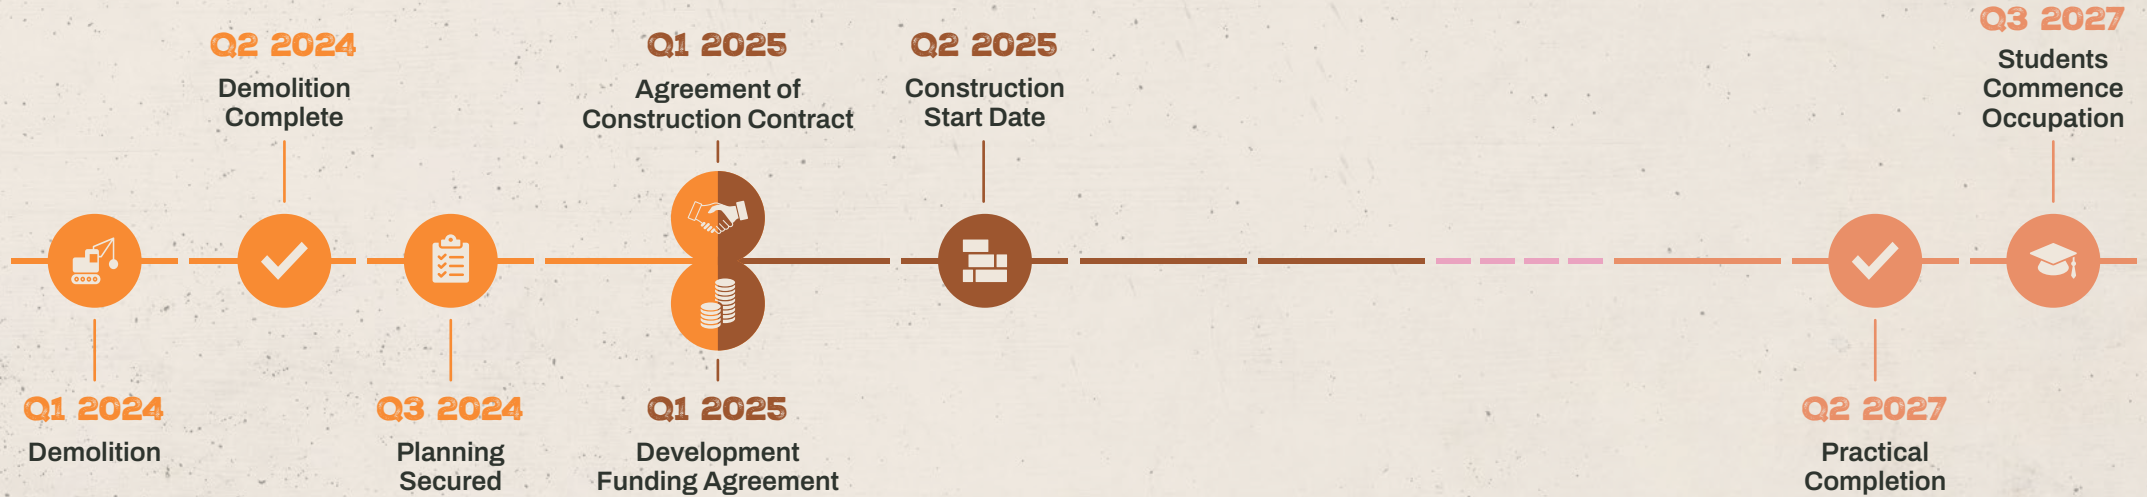 Q1 2024
Demolition
Q2 2024
Demolition
Complete
Q3 2024
Planning
Secured
Q1 2025
Agreement of
Construction Contract
Q1 2025
Development
Funding Agreement
Q2 2025
Construction
Start Date
Q2 2027
Practical
Completion
Q3 2027
Students
Commence
Occupation